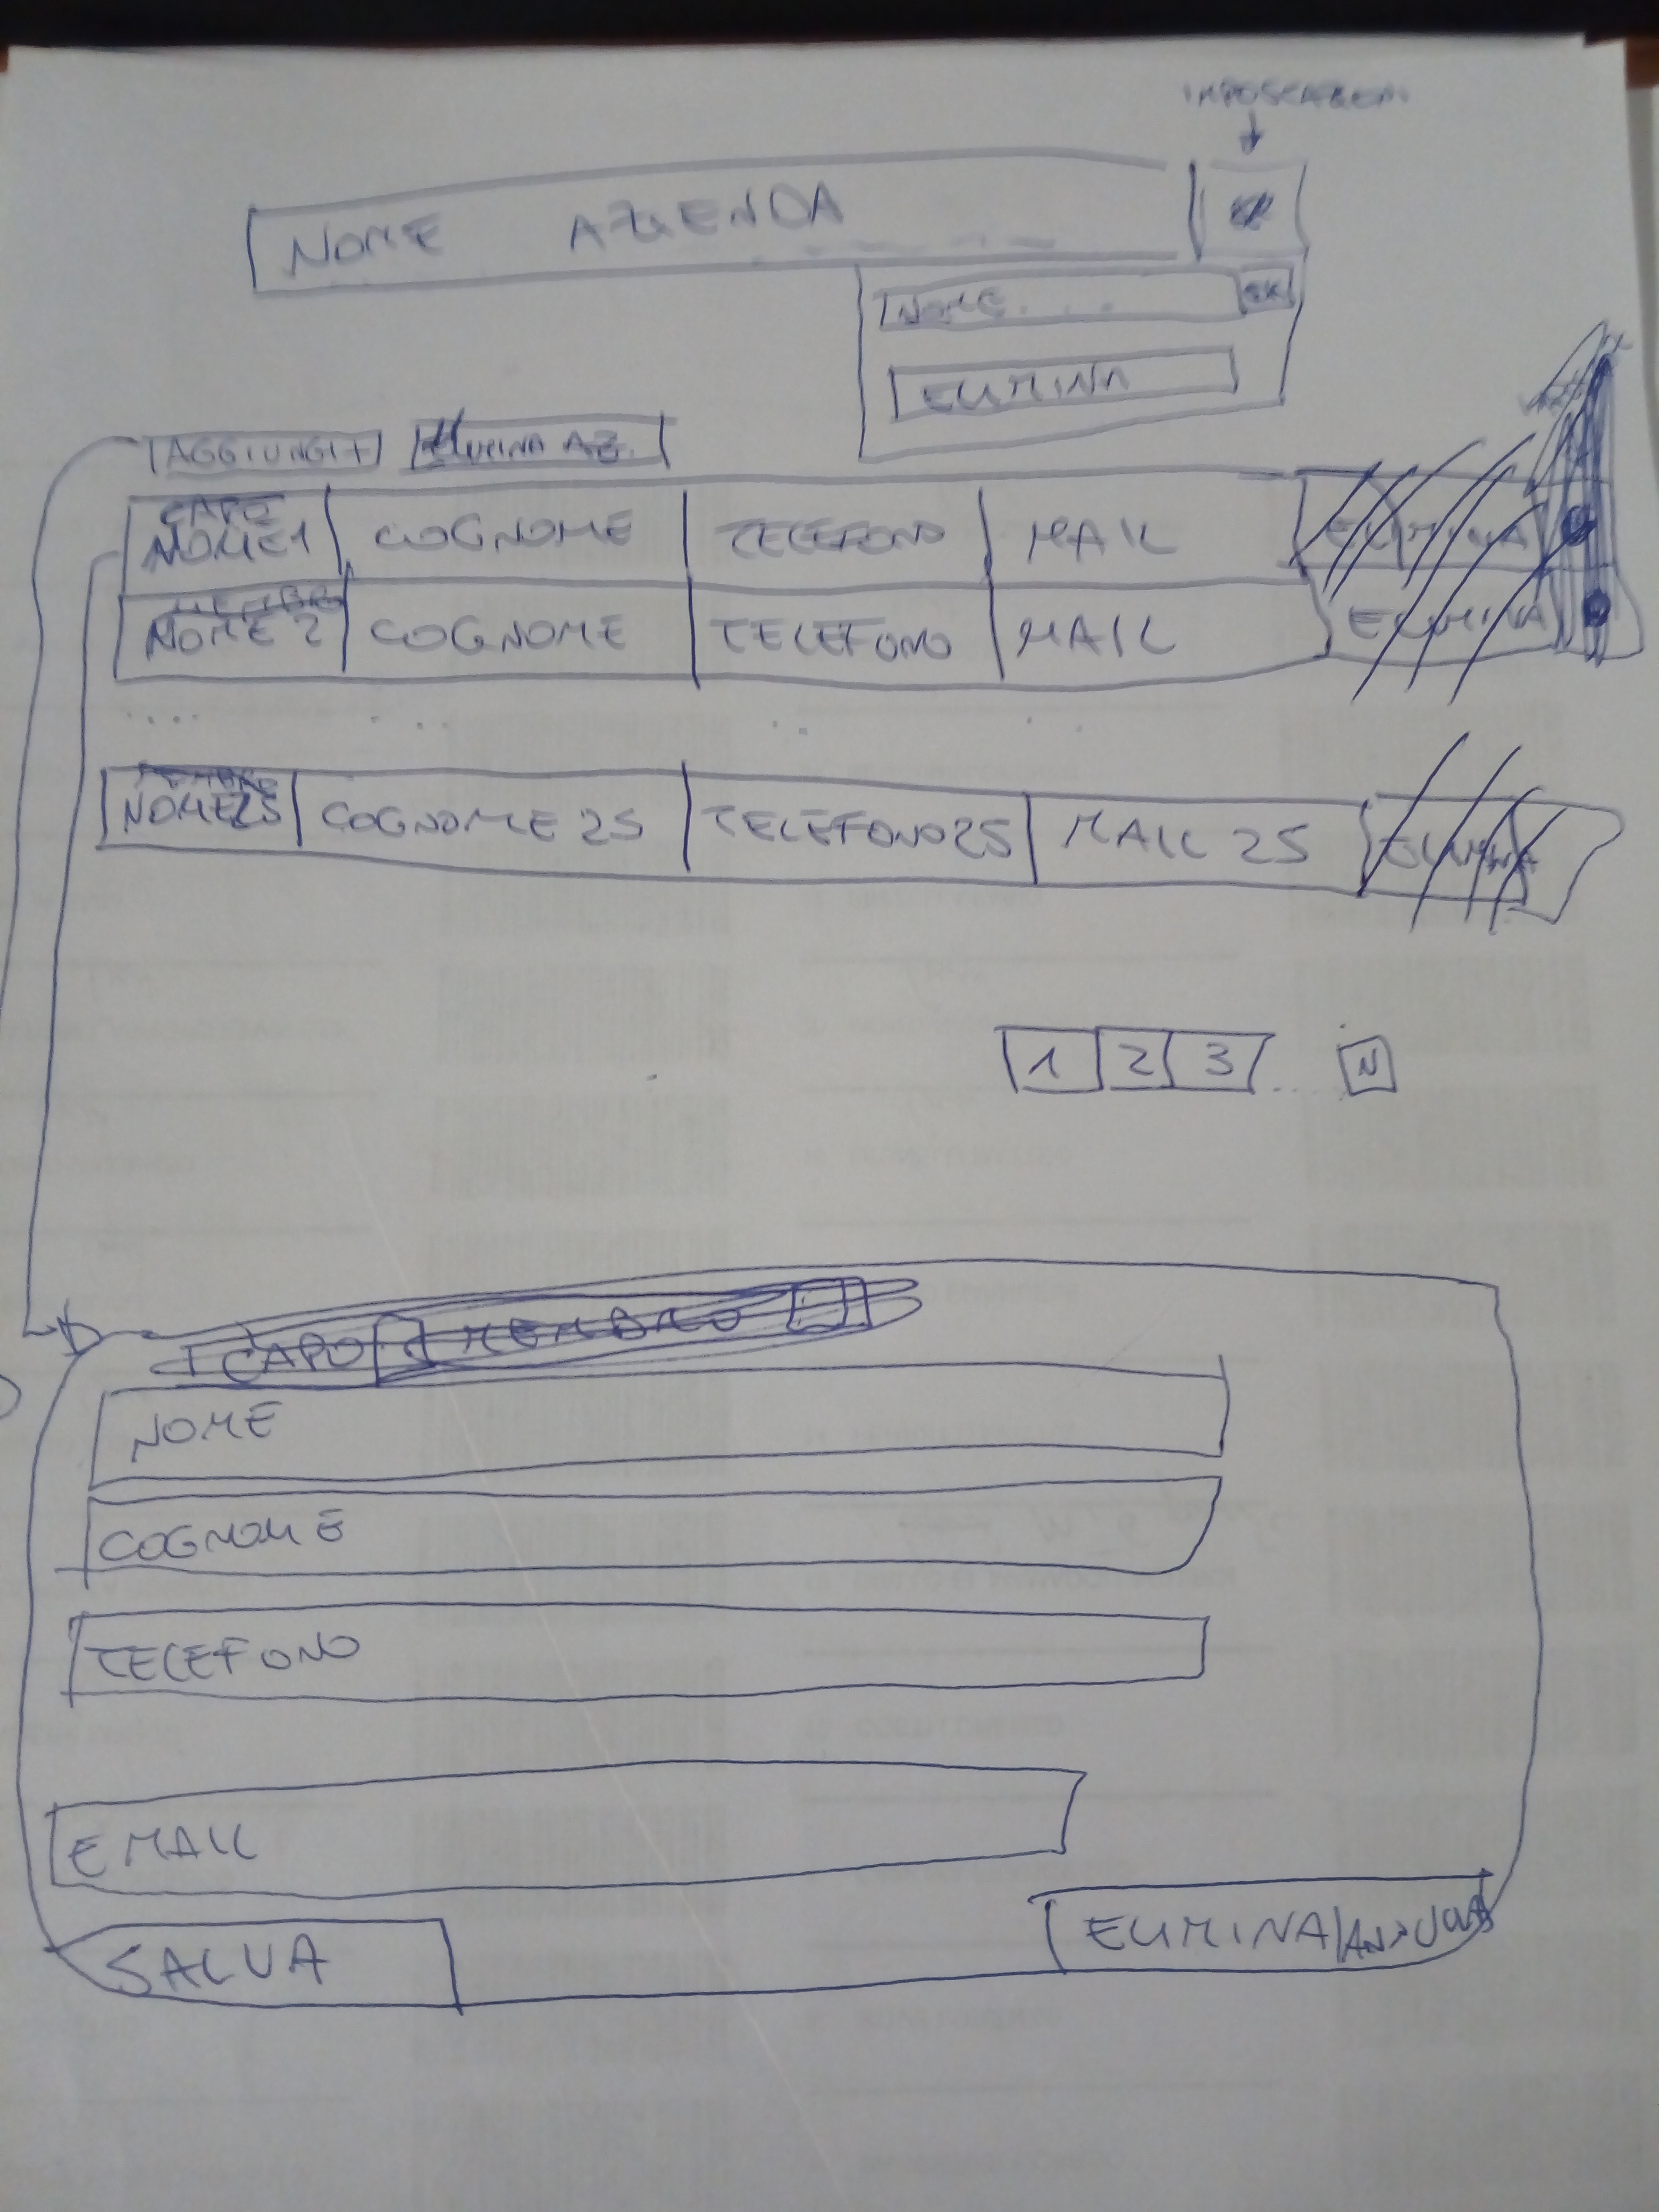 IMPOSTAZIONI
NOME AZIENDA
NOME....
OK
ELIMINA
AGGIUNGI+ AZ.
CAPO
NOME1 COGNOME TELEFONO MAIL ELIMINA
MEMBRO
NOME 2 COGNOME TELEFONO MAIL ELIMINA
.... . .. .. .
MEMBRO
NOME25 COGNOME 25 TELEFONO25 MAIL 25 ELIMINA
1 2 3 ... N
CAPO MEMBRO
NOME
COGNOME
TELEFONO
EMAIL
SALVA ELIMINA/ANNULLA